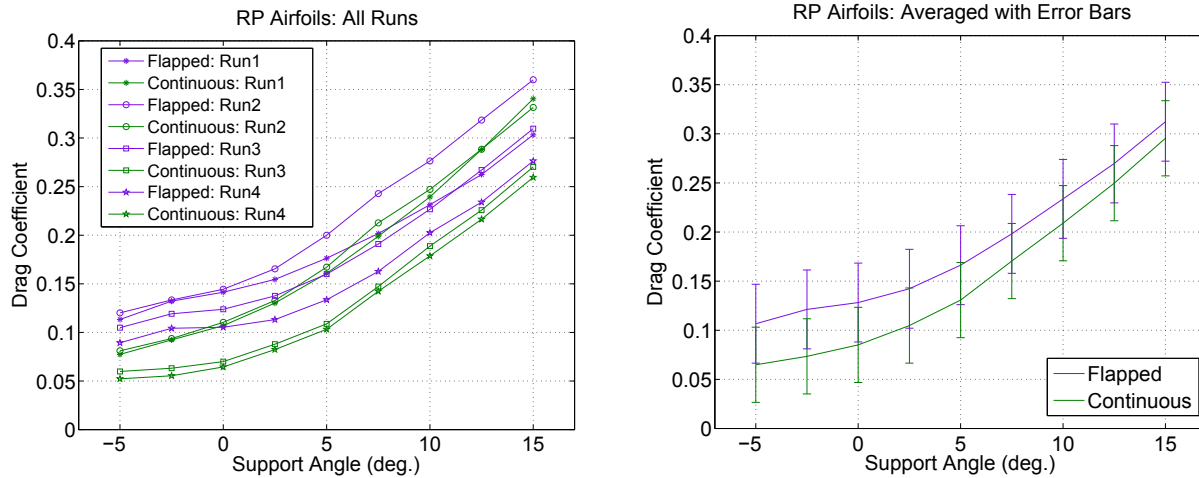 RP Airfoils: All Runs
0.4
0.35
0.3
0.25
0.2
0.15
0.1
0.05
0
Drag Coefficient
Flapped: Run1
Continuous: Run1
Flapped: Run2
Continuous: Run2
Flapped: Run3
Continuous: Run3
Flapped: Run4
Continuous: Run4
−5 0 5 10 15
Support Angle (deg.)
RP Airfoils: Averaged with Error Bars
0.4
0.35
0.3
0.25
0.2
0.15
0.1
0.05
0
Drag Coefficient
Flapped
Continuous
−5 0 5 10 15
Support Angle (deg.)